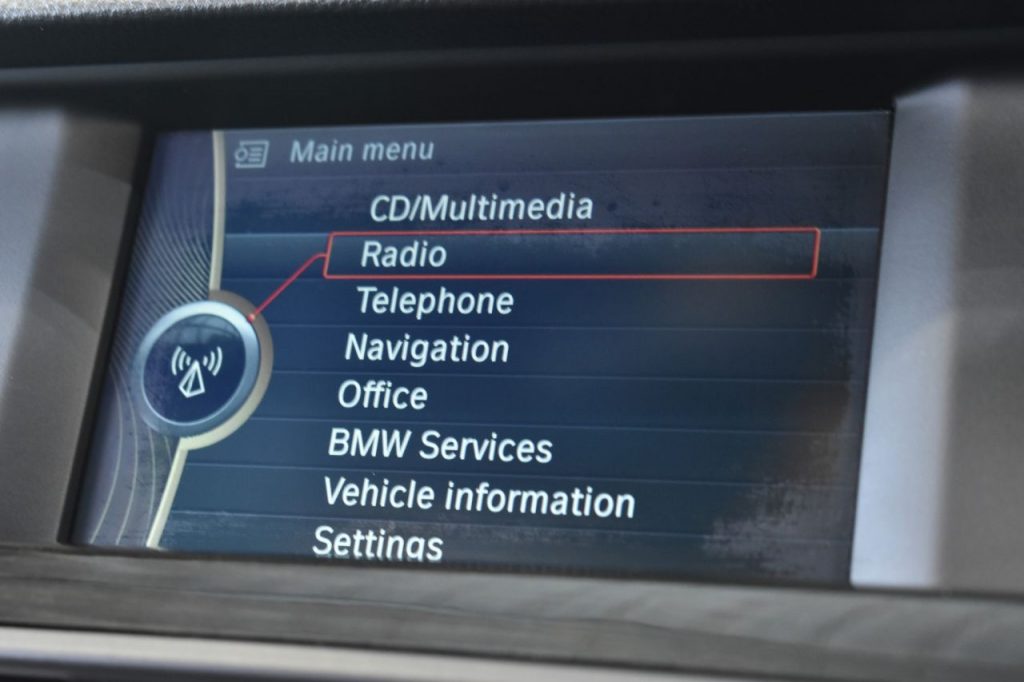 Main menu
CD/Multimedia
Radio
Telephone
Navigation
Office
BMW Services
Vehicle information
Settings